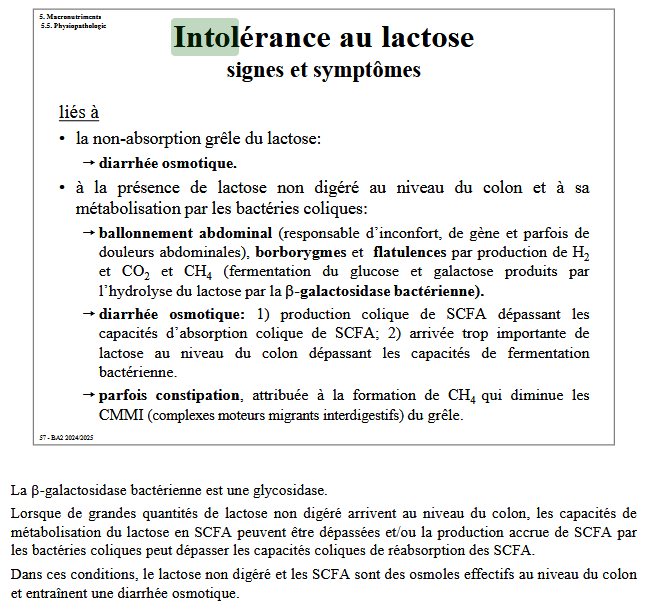 5. Macronutriments
5.5. Physiopathologie
Intolérance au lactose
signes et symptômes
liés à
• la non-absorption grêle du lactose:
→ diarrhée osmotique.
• à la présence de lactose non digéré au niveau du colon et à sa
métabolisation par les bactéries coliques:
→ ballonnement abdominal (responsable d'inconfort, de gène et parfois de
douleurs abdominales), borborygmes et flatulences par production de H₂
et CO₂ et CH₄ (fermentation du glucose et galactose produits par
l'hydrolyse du lactose par la β-galactosidase bactérienne).
→ diarrhée osmotique: 1) production colique de SCFA dépassant les
capacités d'absorption colique de SCFA; 2) arrivée trop importante de
lactose au niveau du colon dépassant les capacités de fermentation
bactérienne.
→ parfois constipation, attribuée à la formation de CH₄ qui diminue les
CMMI (complexes moteurs migrants interdigestifs) du grêle.
57 - BA2 2024/2025
La β-galactosidase bactérienne est une glycosidase.
Lorsque de grandes quantités de lactose non digéré arrivent au niveau du colon, les capacités de
métabolisation du lactose en SCFA peuvent être dépassées et/ou la production accrue de SCFA par
les bactéries coliques peut dépasser les capacités coliques de réabsorption des SCFA.
Dans ces conditions, le lactose non digéré et les SCFA sont des osmoles effectifs au niveau du colon
et entraînent une diarrhée osmotique.